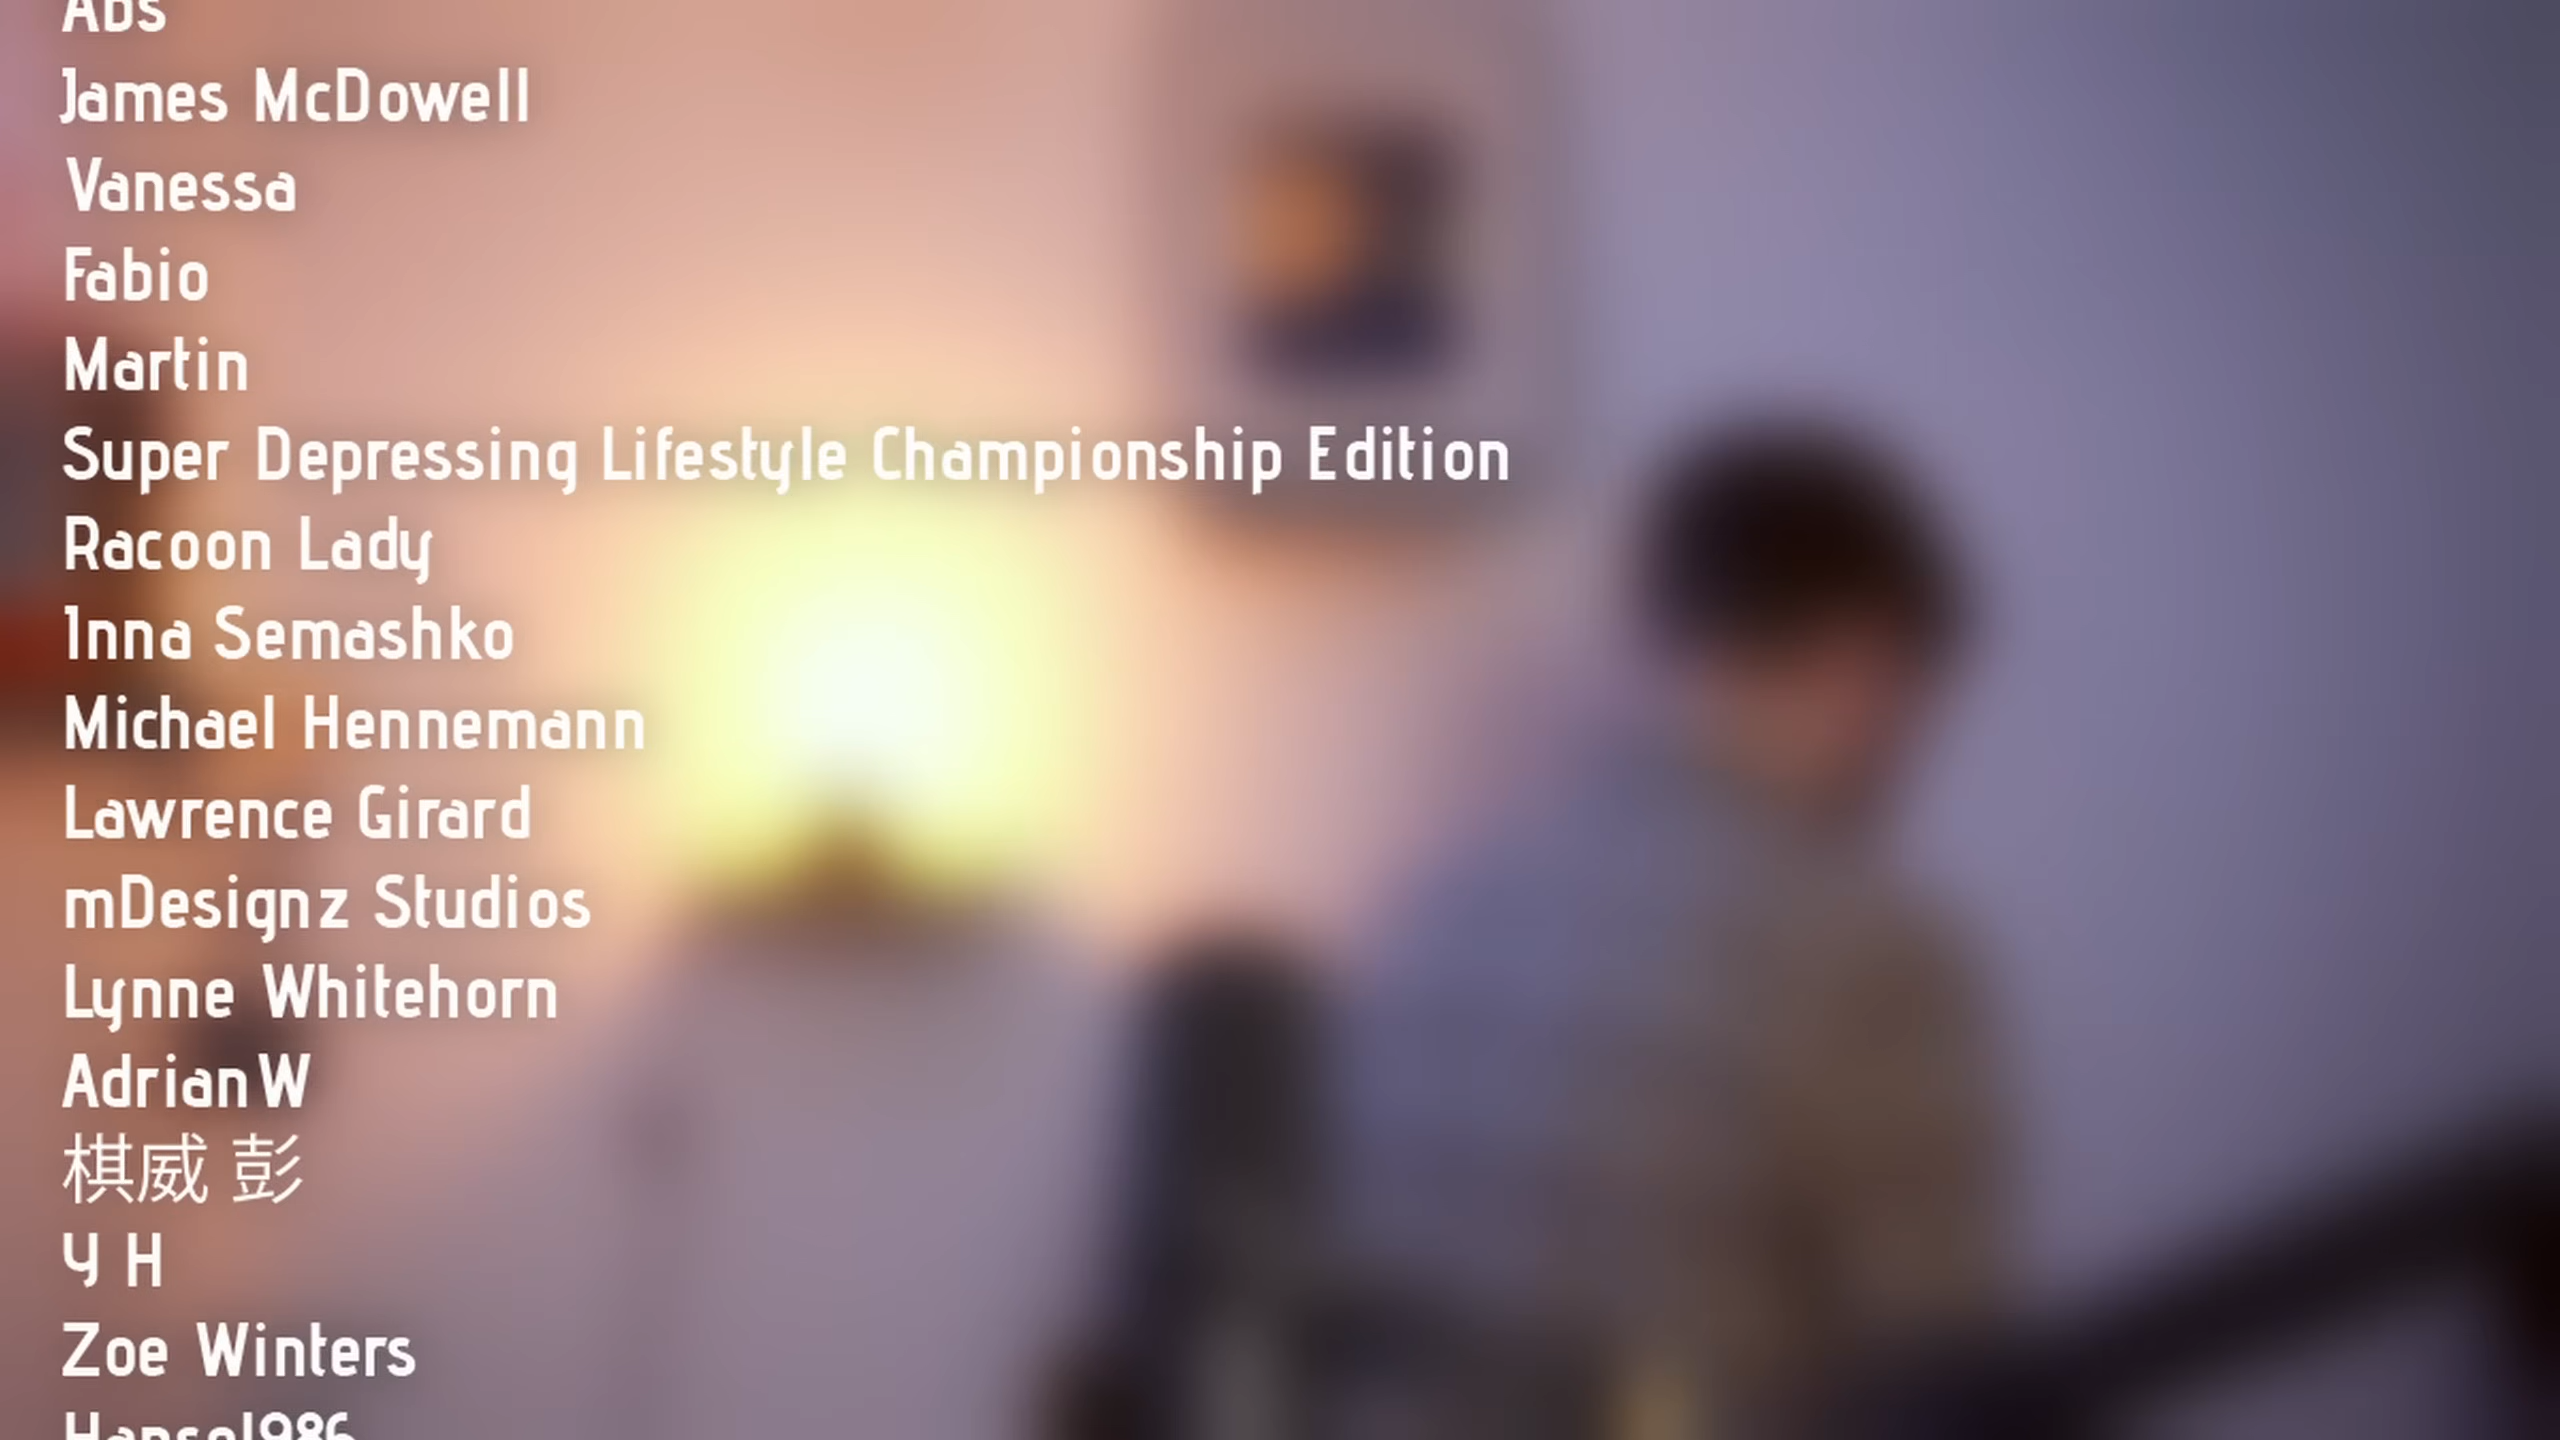 Abs
James McDowell
Vanessa
Fabio
Martin
Super Depressing Lifestyle Championship Edition
Racoon Lady
Inna Semashko
Michael Hennemann
Lawrence Girard
mDesignz Studios
Lynne Whitehorn
AdrianW
棋威 彭
Y H
Zoe Winters